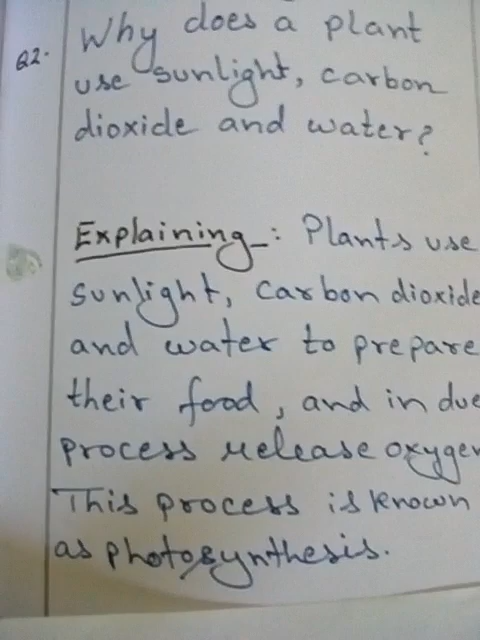 Q2. Why does a plant
use sunlight, carbon
dioxide and water?
Explaining_: Plants use
sunlight, carbon dioxide
and water to prepare
their food, and in due
process release oxygen
This process is known
as photosynthesis.